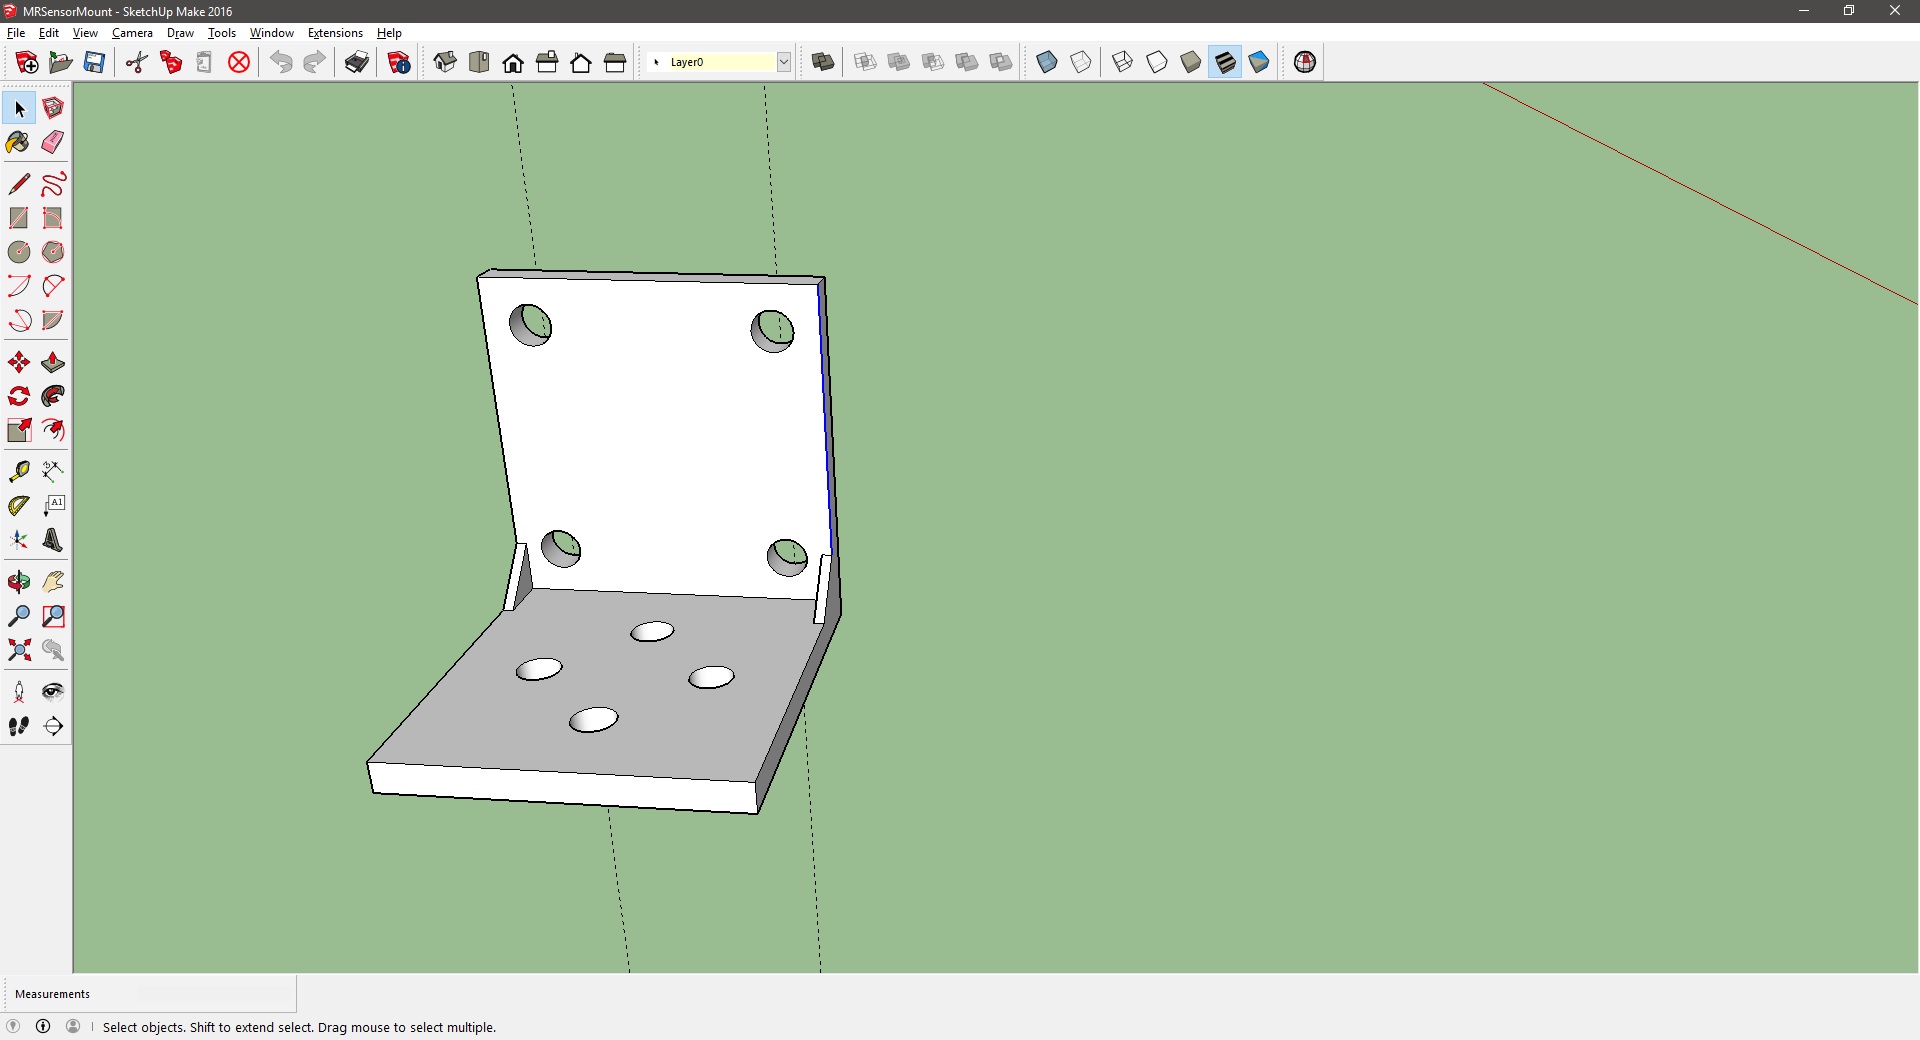 MRSensorMount - SketchUp Make 2016
File Edit View Camera Draw Tools Window Extensions Help
Layer0
A1
Measurements
Select objects. Shift to extend select. Drag mouse to select multiple.